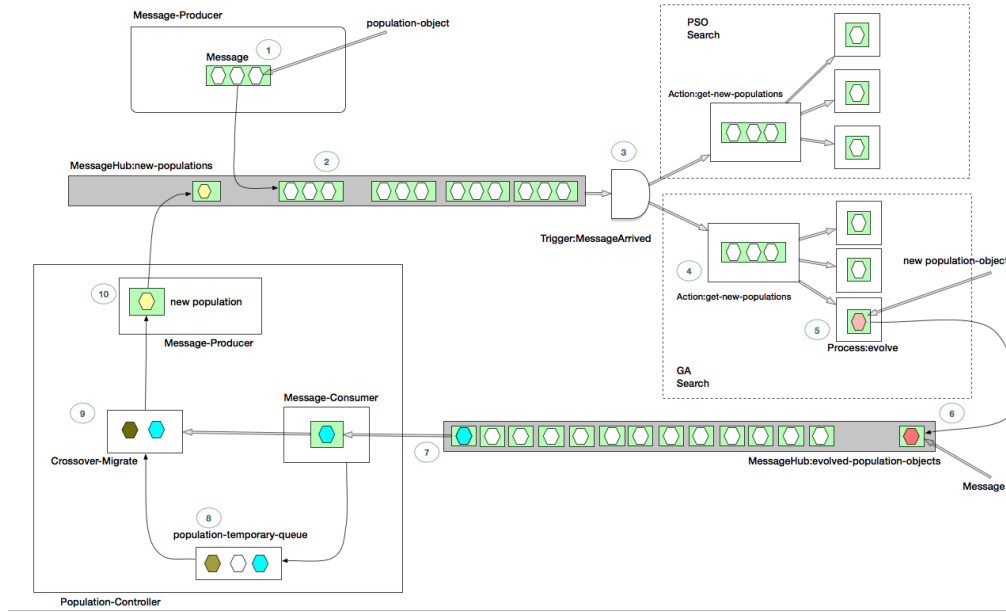 Message-Producer
population-object
1
Message
PSO
Search
Action:get-new-populations
MessageHub:new-populations
2
3
Trigger:MessageArrived
4
Action:get-new-populations
new population-object
5
Process:evolve
GA
Search
10
new population
Message-Producer
Message-Consumer
9
Crossover-Migrate
6
7
MessageHub:evolved-population-objects
Message
8
population-temporary-queue
Population-Controller